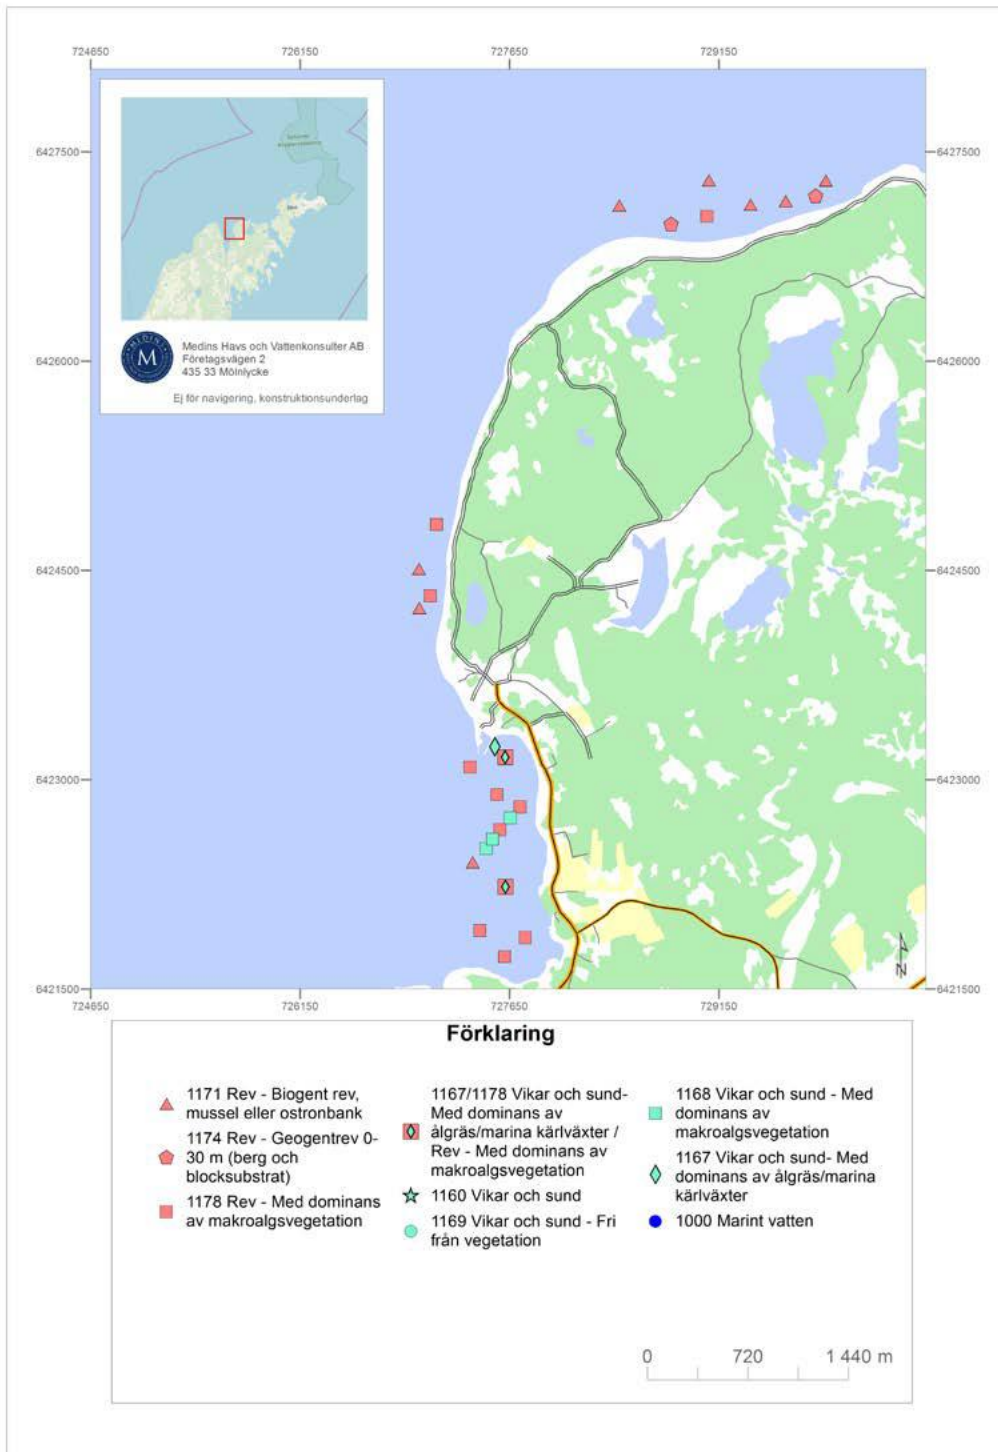 724650 726150 727650 729150
6427500 6427500
Medins Havs och Vattenkonsulter AB
Företagsvägen 2
435 33 Mölnlycke
Ej för navigering, konstruktionsunderlag
MEDINS
M
6426000 6426000
6424500 6424500
6423000 6423000
N
6421500 6421500
724650 726150 727650 729150
Förklaring
1171 Rev - Biogent rev,
mussel eller ostronbank
1174 Rev - Geogentrev 0-
30 m (berg och
blocksubstrat)
1178 Rev - Med dominans
av makroalgsvegetation
1167/1178 Vikar och sund-
Med dominans av
ålgräs/marina kärlväxter /
Rev - Med dominans av
makroalgsvegetation
1160 Vikar och sund
1169 Vikar och sund - Fri
från vegetation
1168 Vikar och sund - Med
dominans av
makroalgsvegetation
1167 Vikar och sund- Med
dominans av ålgräs/marina
kärlväxter
1000 Marint vatten
0 720 1 440 m